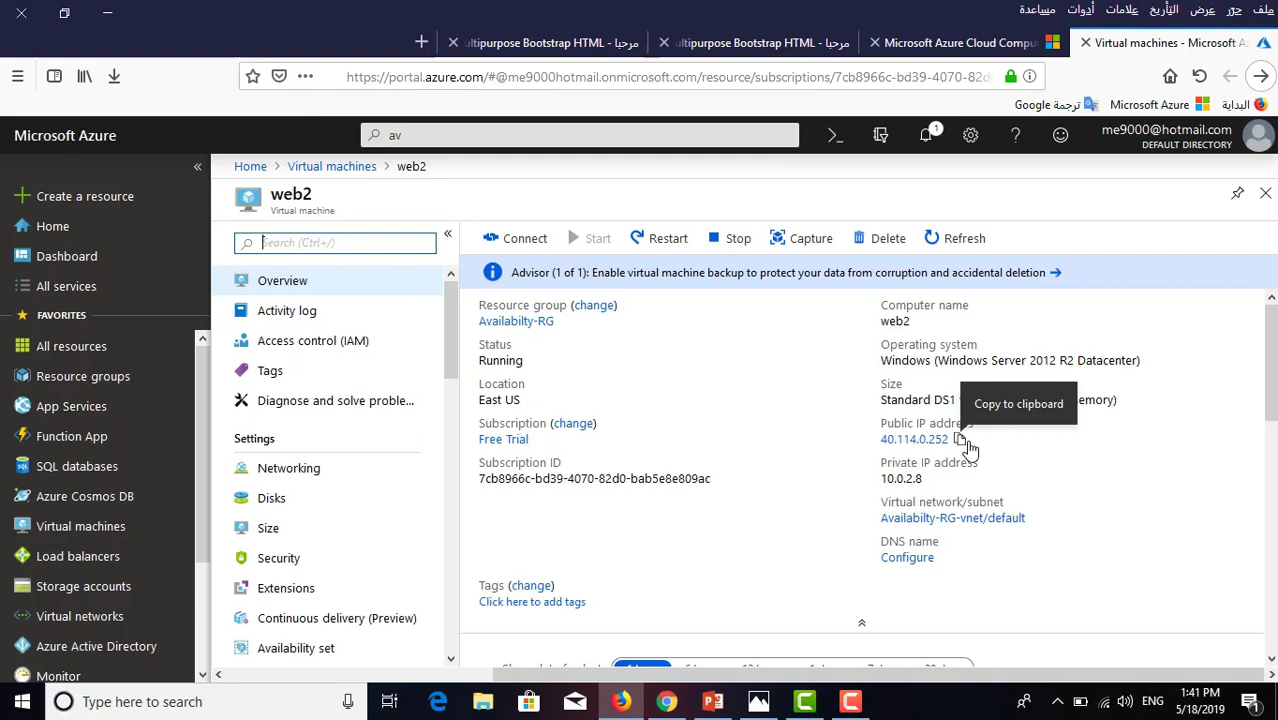 ملف حرّر عرض التأريخ علامات أدوات مساعدة
ultipurpose Bootstrap HTML - مرحبا
ultipurpose Bootstrap HTML - مرحبا
Microsoft Azure Cloud Compu
Virtual machines - Microsoft Az
https://portal.azure.com/#@me9000hotmail.onmicrosoft.com/resource/subscriptions/7cb8966c-bd39-4070-82d
ترجمة Google
Microsoft Azure
البداية
Microsoft Azure
av
1
me9000@hotmail.com
DEFAULT DIRECTORY
Home > Virtual machines > web2
web2
Virtual machine
Create a resource
Home
Dashboard
All services
FAVORITES
All resources
Resource groups
App Services
Function App
SQL databases
Azure Cosmos DB
Virtual machines
Load balancers
Storage accounts
Virtual networks
Azure Active Directory
Monitor
Search (Ctrl+/)
Overview
Activity log
Access control (IAM)
Tags
Diagnose and solve proble...
Settings
Networking
Disks
Size
Security
Extensions
Continuous delivery (Preview)
Availability set
Connect Start Restart Stop Capture Delete Refresh
Advisor (1 of 1): Enable virtual machine backup to protect your data from corruption and accidental deletion
Resource group (change)
Availabilty-RG
Status
Running
Location
East US
Subscription (change)
Free Trial
Subscription ID
7cb8966c-bd39-4070-82d0-bab5e8e809ac
Computer name
web2
Operating system
Windows (Windows Server 2012 R2 Datacenter)
Size
Standard DS1 emory)
Copy to clipboard
Public IP addre
40.114.0.252
Private IP address
10.0.2.8
Virtual network/subnet
Availabilty-RG-vnet/default
DNS name
Configure
Tags (change)
Click here to add tags
Type here to search
ENG
1:41 PM
5/18/2019
1